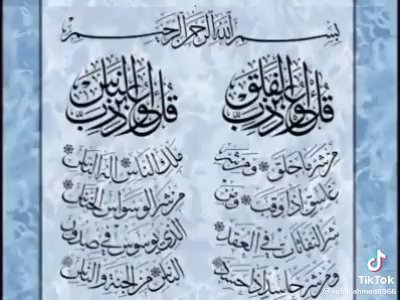 بسم الله الرحمن الرحيم
قل أعوذ برب الفلق
من شر ما خلق ومن شر
غاسق إذا وقب ومن
شر النفاثات في العقد
ومن شر حاسد إذا حسد
قل أعوذ برب الناس
ملك الناس إله الناس
من شر الوسواس الخناس
الذي يوسوس في صدور
الناس من الجنة والناس
TikTok